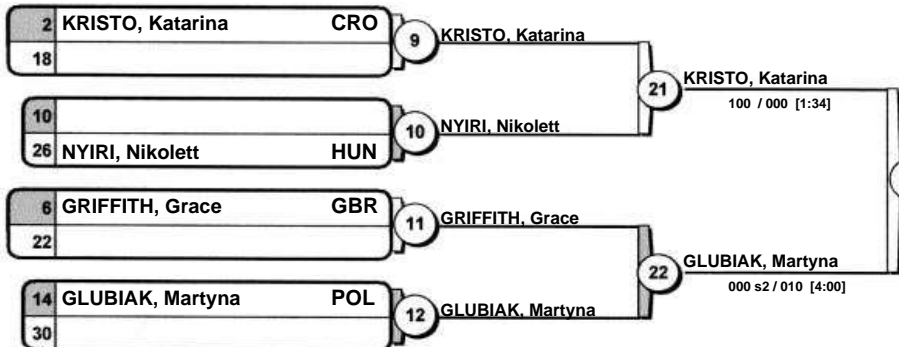 2 KRISTO, Katarina CRO
18
9
KRISTO, Katarina
10
26 NYIRI, Nikolett HUN
10
NYIRI, Nikolett
21
KRISTO, Katarina
100 / 000 [1:34]
6 GRIFFITH, Grace GBR
22
11
GRIFFITH, Grace
14 GLUBIAK, Martyna POL
30
12
GLUBIAK, Martyna
22
GLUBIAK, Martyna
000 s2 / 010 [4:00]